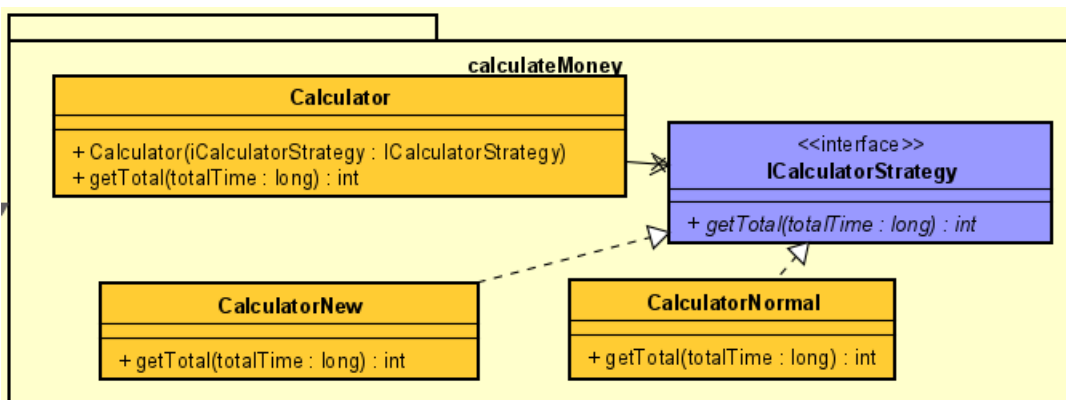 calculateMoney
Calculator
+ Calculator(iCalculatorStrategy : ICalculatorStrategy)
+ getTotal(totalTime : long) : int
<<interface>>
ICalculatorStrategy
+ getTotal(totalTime : long) : int
CalculatorNew
+ getTotal(totalTime : long) : int
CalculatorNormal
+ getTotal(totalTime : long) : int